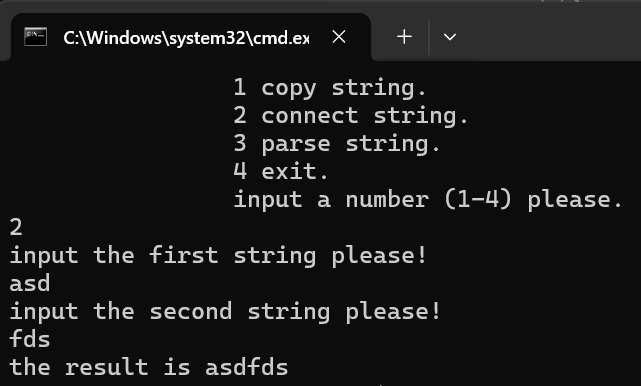 C:\Windows\system32\cmd.ex
1 copy string.
2 connect string.
3 parse string.
4 exit.
input a number (1-4) please.
2
input the first string please!
asd
input the second string please!
fds
the result is asdfds